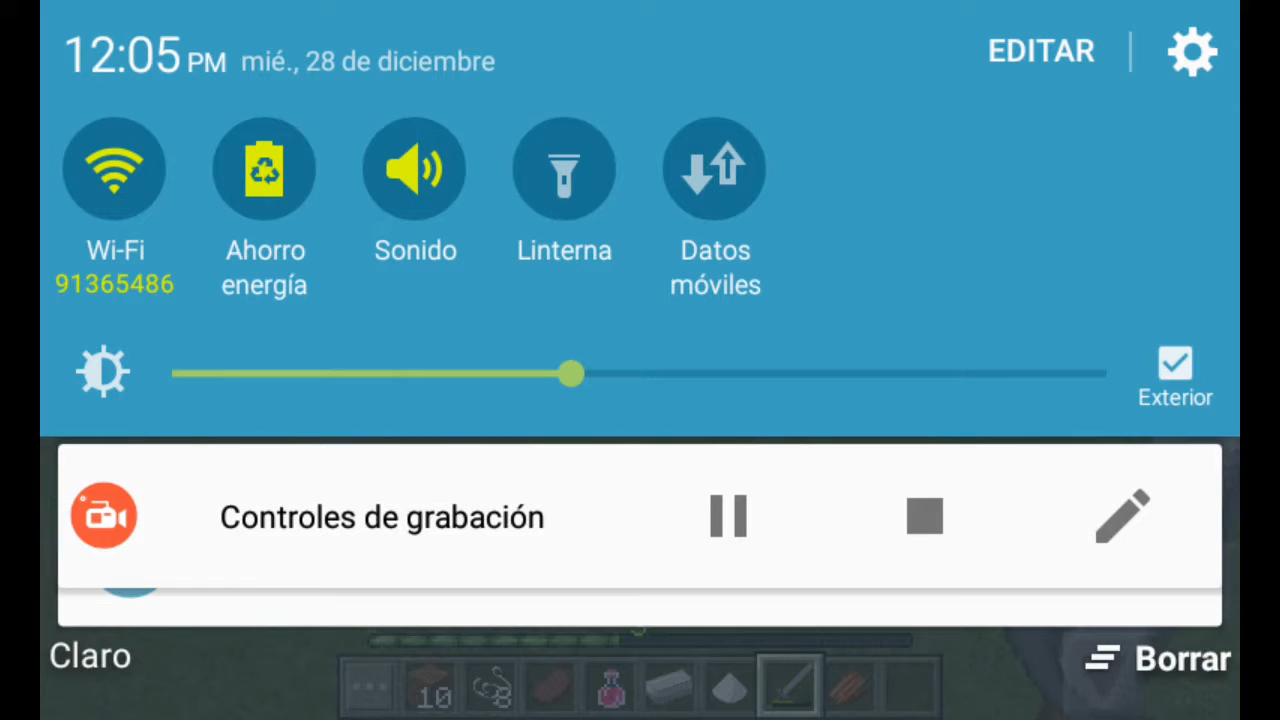 12:05 PM mié., 28 de diciembre
EDITAR
Wi-Fi
91365486
Ahorro
energía
Sonido
Linterna
Datos
móviles
Exterior
Controles de grabación
Claro
Borrar
10
8